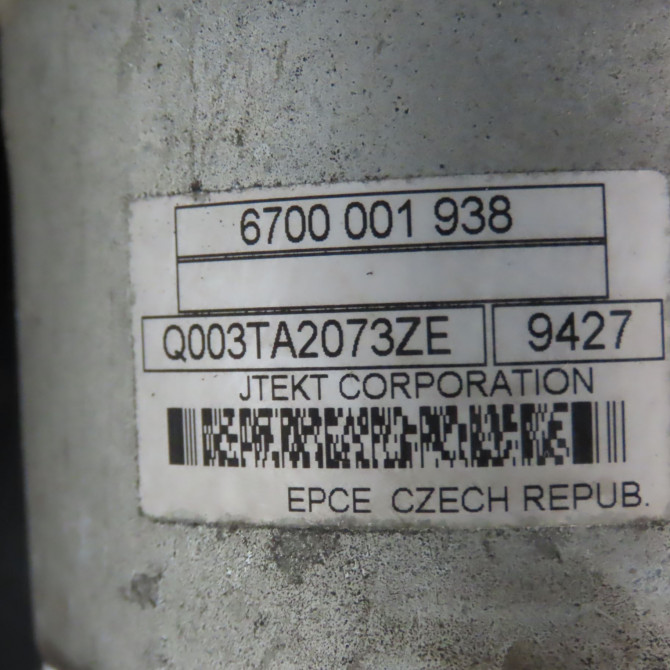 6700 001 938
Q003TA2073ZE 9427
JTEKT CORPORATION
EPCE CZECH REPUB.